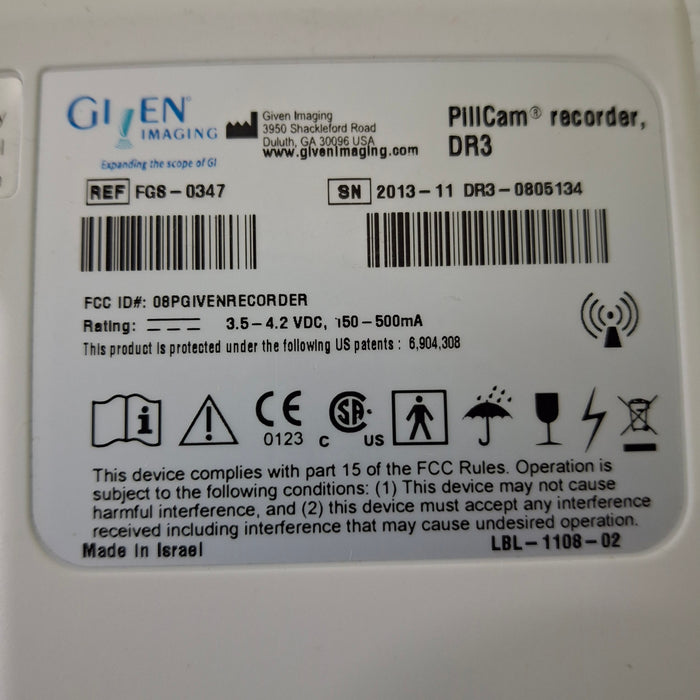 GIVEN
IMAGING
Expanding the scope of GI
Given Imaging
3950 Shackleford Road
Duluth, GA 30096 USA
www.givenimaging.com
PillCam® recorder,
DR3
REF FGS-0347
SN 2013-11 DR3-0805134
FCC ID#: 08PGIVENRECORDER
Rating: 3.5-4.2 VDC, 150-500mA
This product is protected under the following US patents : 6,904,308
i
!
CE
0123
C SA US
This device complies with part 15 of the FCC Rules. Operation is
subject to the following conditions: (1) This device may not cause
harmful interference, and (2) this device must accept any interference
received including interference that may cause undesired operation.
Made in Israel
LBL-1108-02